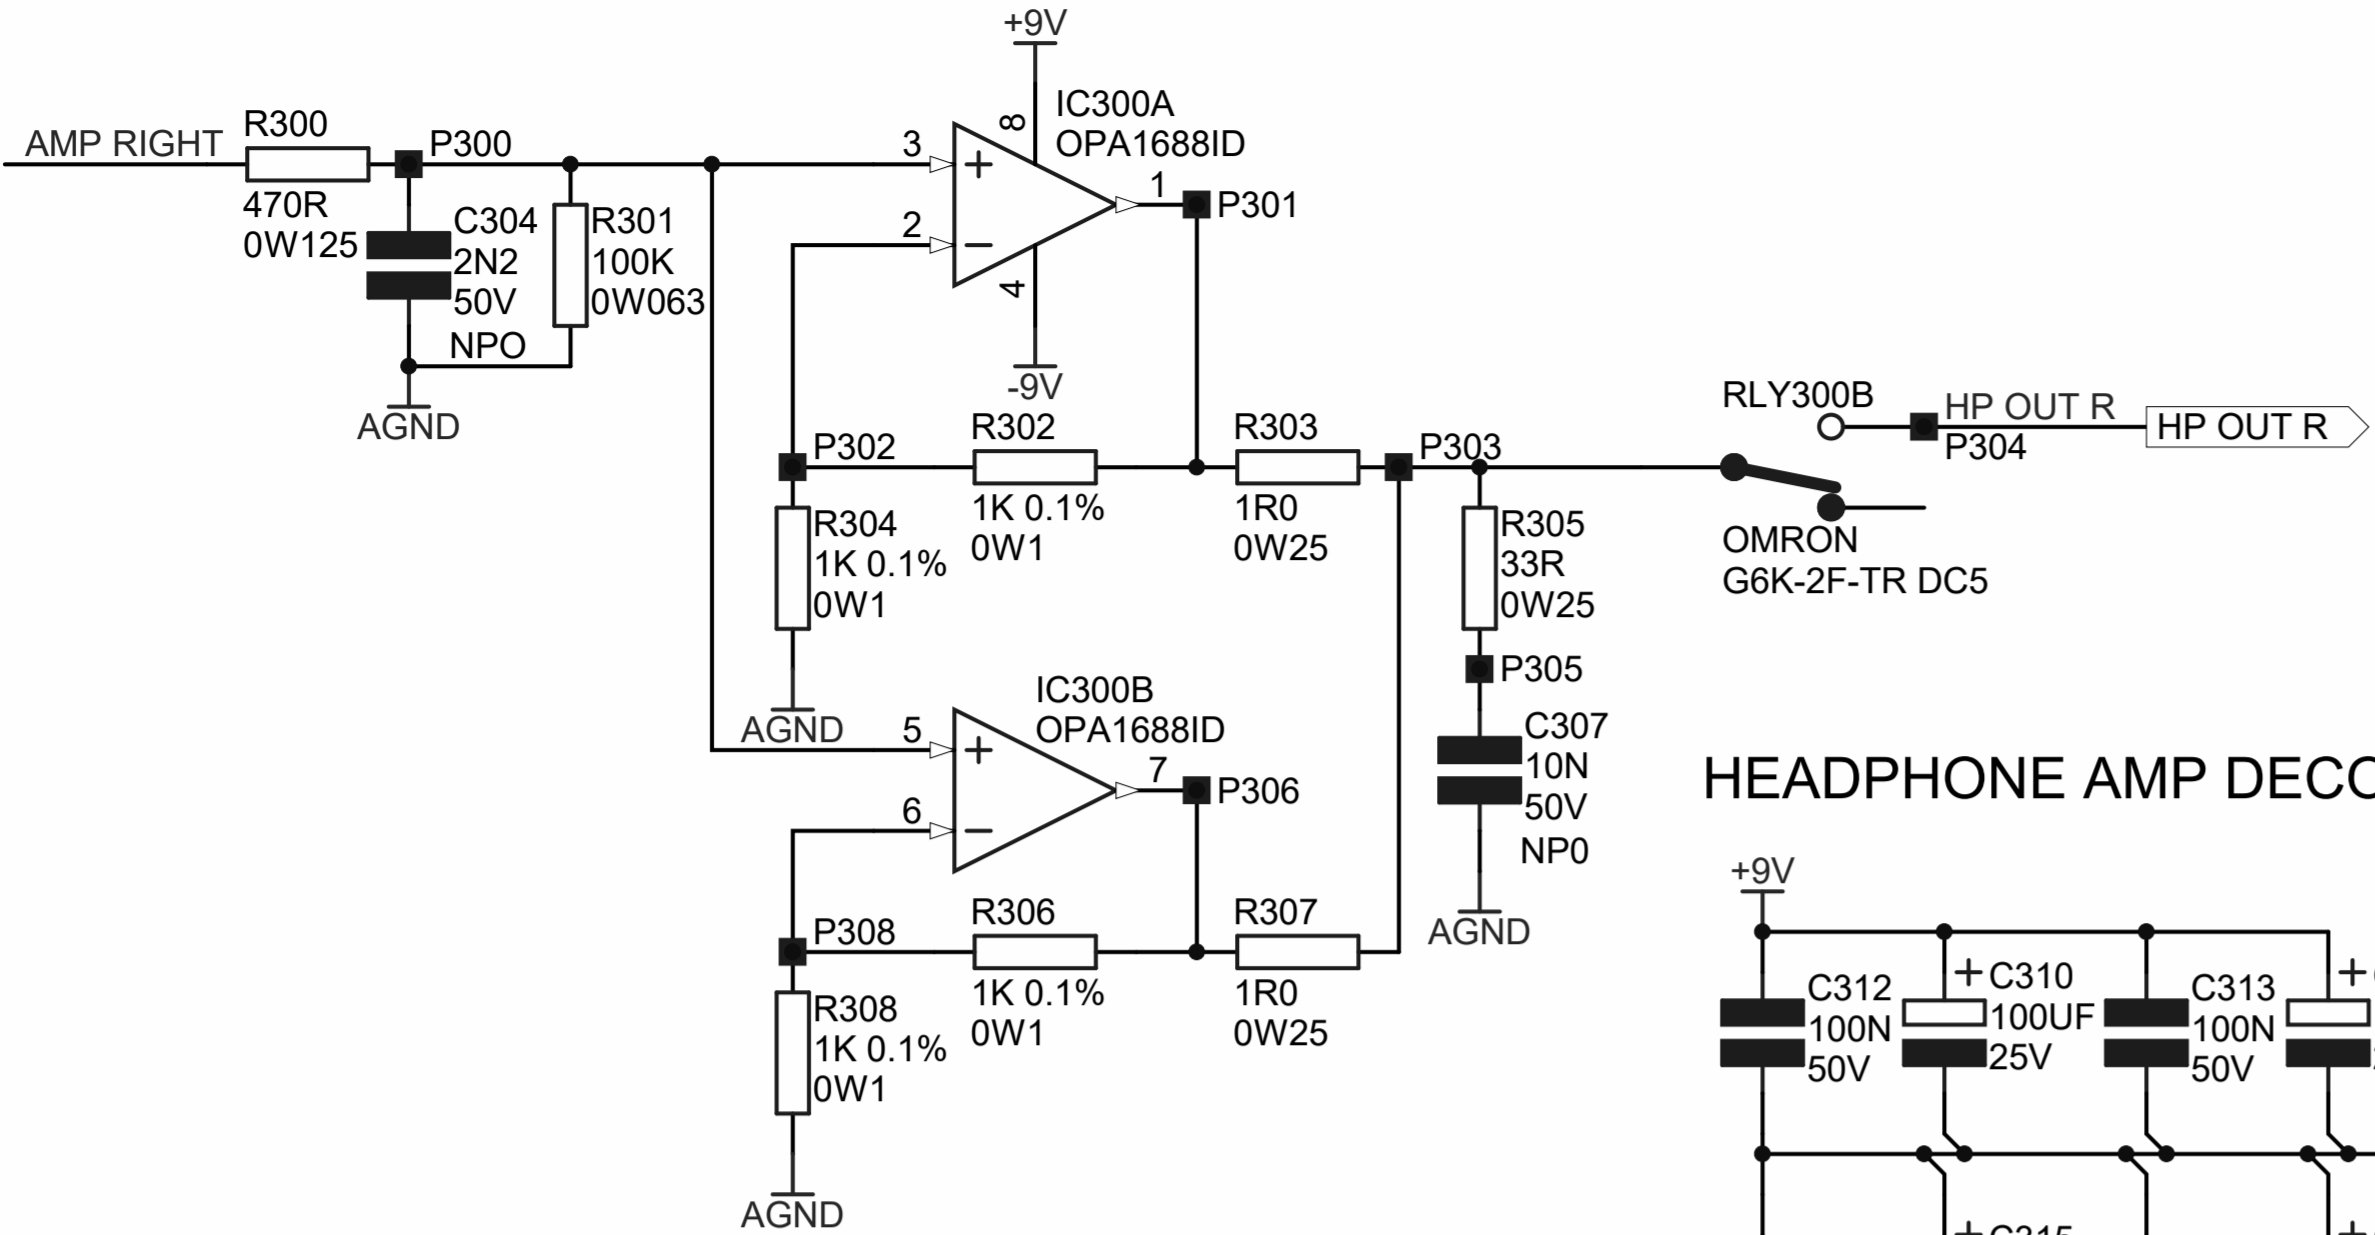 +9V
IC300A
OPA1688ID
8
3
2
1
4
P301
-9V
AMP RIGHT
R300
470R
0W125
P300
C304
2N2
50V
NPO
R301
100K
0W063
AGND
P302
R302
1K 0.1%
0W1
R303
1R0
0W25
P303
R304
1K 0.1%
0W1
AGND
R305
33R
0W25
P305
C307
10N
50V
NP0
AGND
RLY300B
HP OUT R
P304
HP OUT R
OMRON
G6K-2F-TR DC5
IC300B
OPA1688ID
5
6
7
P306
P308
R306
1K 0.1%
0W1
R307
1R0
0W25
R308
1K 0.1%
0W1
AGND
HEADPHONE AMP DECO
+9V
C312
100N
50V
+
C310
100UF
25V
C313
100N
50V
+
+
C315
+